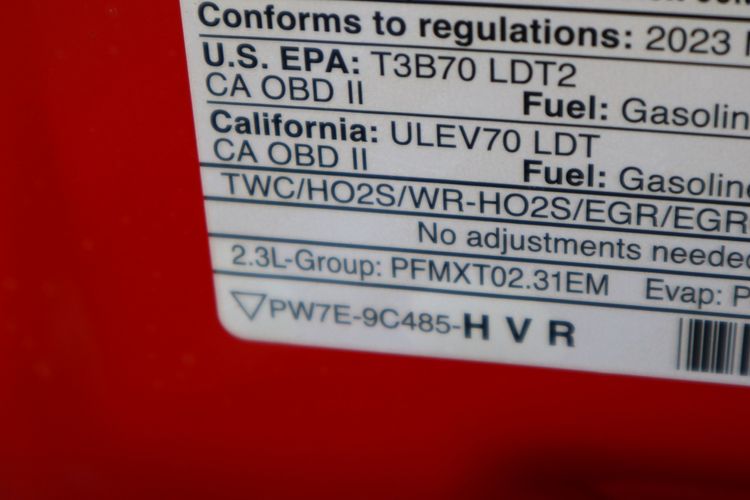 Conforms to regulations: 2023
U.S. EPA: T3B70 LDT2
CA OBD II Fuel: Gasolin
California: ULEV70 LDT
CA OBD II Fuel: Gasolin
TWC/HO2S/WR-HO2S/EGR/EGR
No adjustments neede
2.3L-Group: PFMXT02.31EM Evap: P
▽PW7E-9C485-H V R